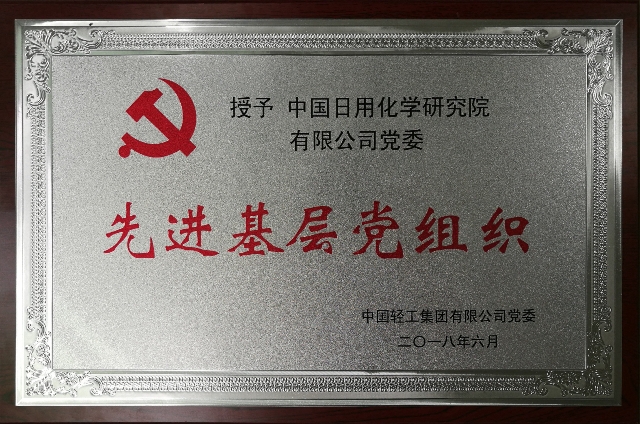 授予 中国日用化学研究院
有限公司党委
先进基层党组织
中国轻工集团有限公司党委
二〇一八年六月